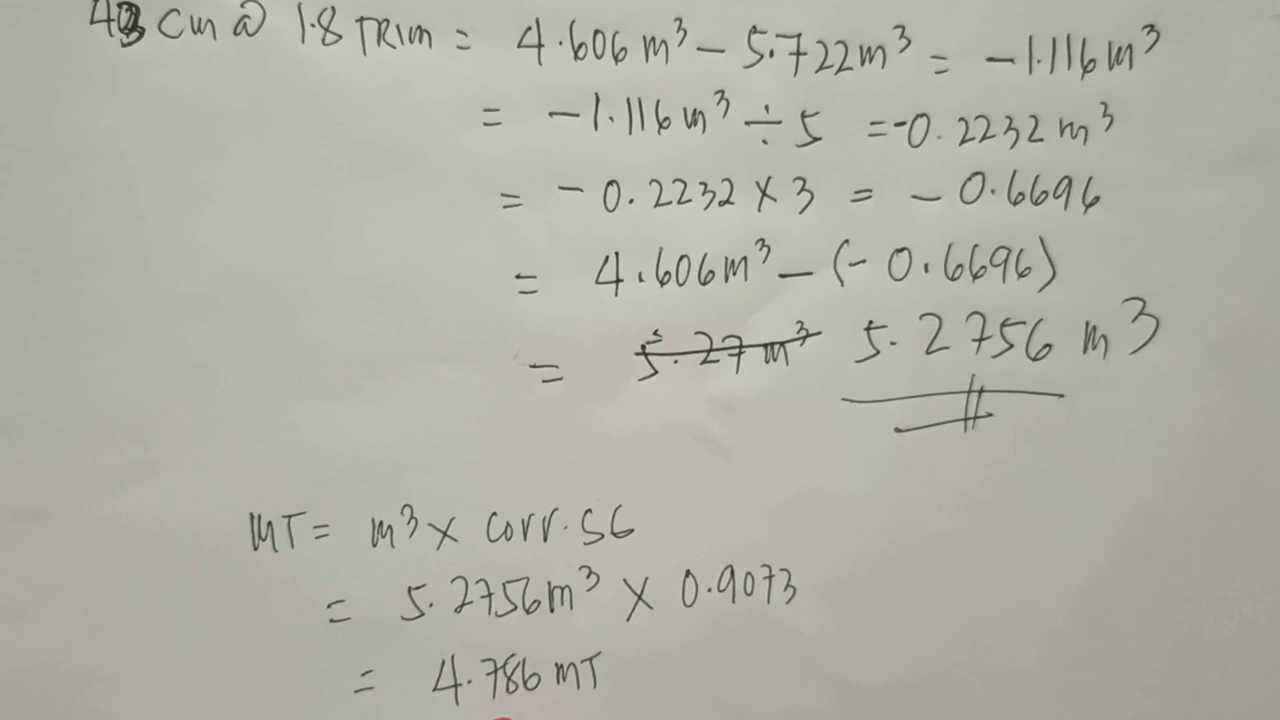 43 Cm @ 1.8 TRIM = 4.606 m³ - 5.722 m³ = -1.116 m³
= -1.116 m³ ÷ 5 = -0.2232 m³
= -0.2232 x 3 = -0.6696
= 4.606 m³ - (-0.6696)
= 5.27 m³ 5.2756 m³
MT = m³ x corr. SG
= 5.2756 m³ x 0.9073
= 4.786 MT